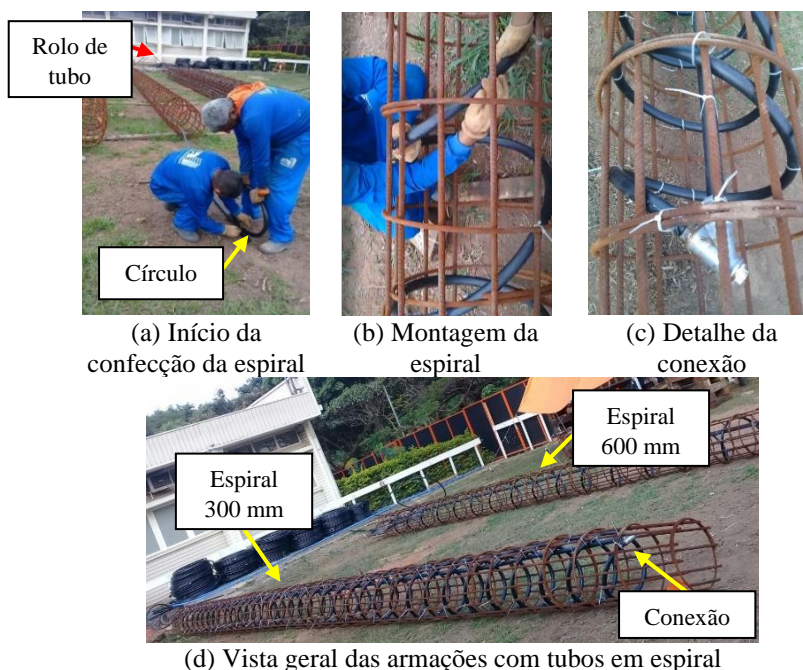 Rolo de
tubo
Círculo
(a) Início da
confecção da espiral
(b) Montagem da
espiral
(c) Detalhe da
conexão
Espiral
300 mm
Espiral
600 mm
Conexão
(d) Vista geral das armações com tubos em espiral